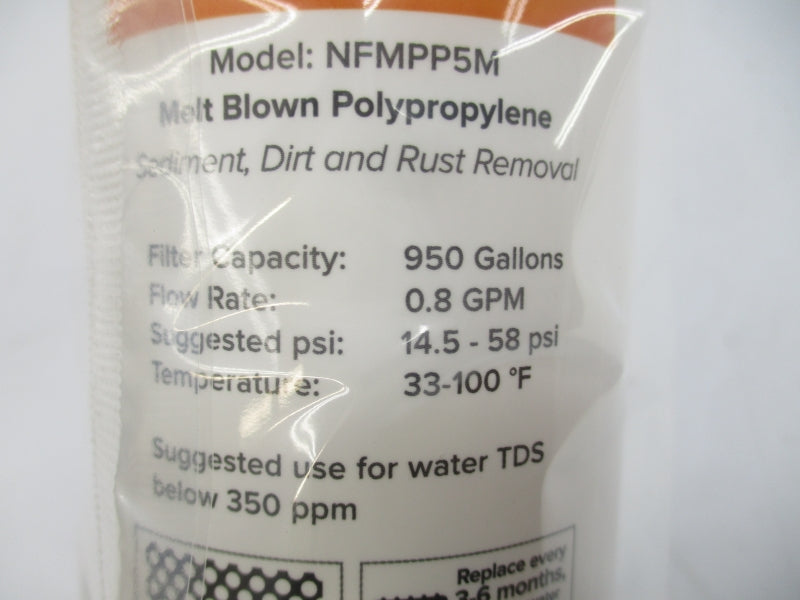 Model: NFMPP5M
Melt Blown Polypropylene
Sediment, Dirt and Rust Removal
Filter Capacity: 950 Gallons
Flow Rate: 0.8 GPM
Suggested psi: 14.5 - 58 psi
Temperature: 33-100 °F
Suggested use for water TDS
below 350 ppm
Replace every
3-6 months,
water